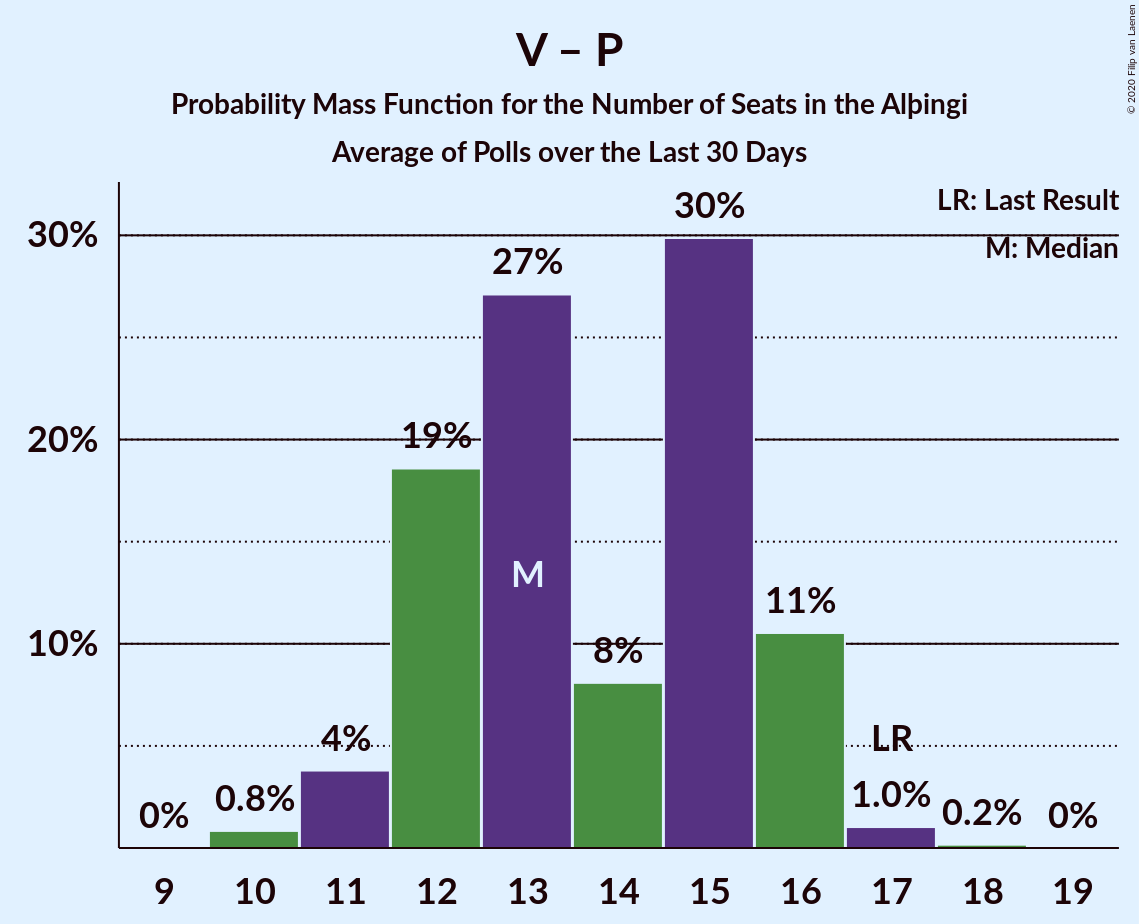 © 2020 Filip van Laenen
V – P
Probability Mass Function for the Number of Seats in the Alþingi
Average of Polls over the Last 30 Days
LR: Last Result
M: Median
30%
20%
10%
0%
0.8%
4%
19%
27%
M
8%
30%
11%
LR
1.0%
0.2%
0%
9 10 11 12 13 14 15 16 17 18 19